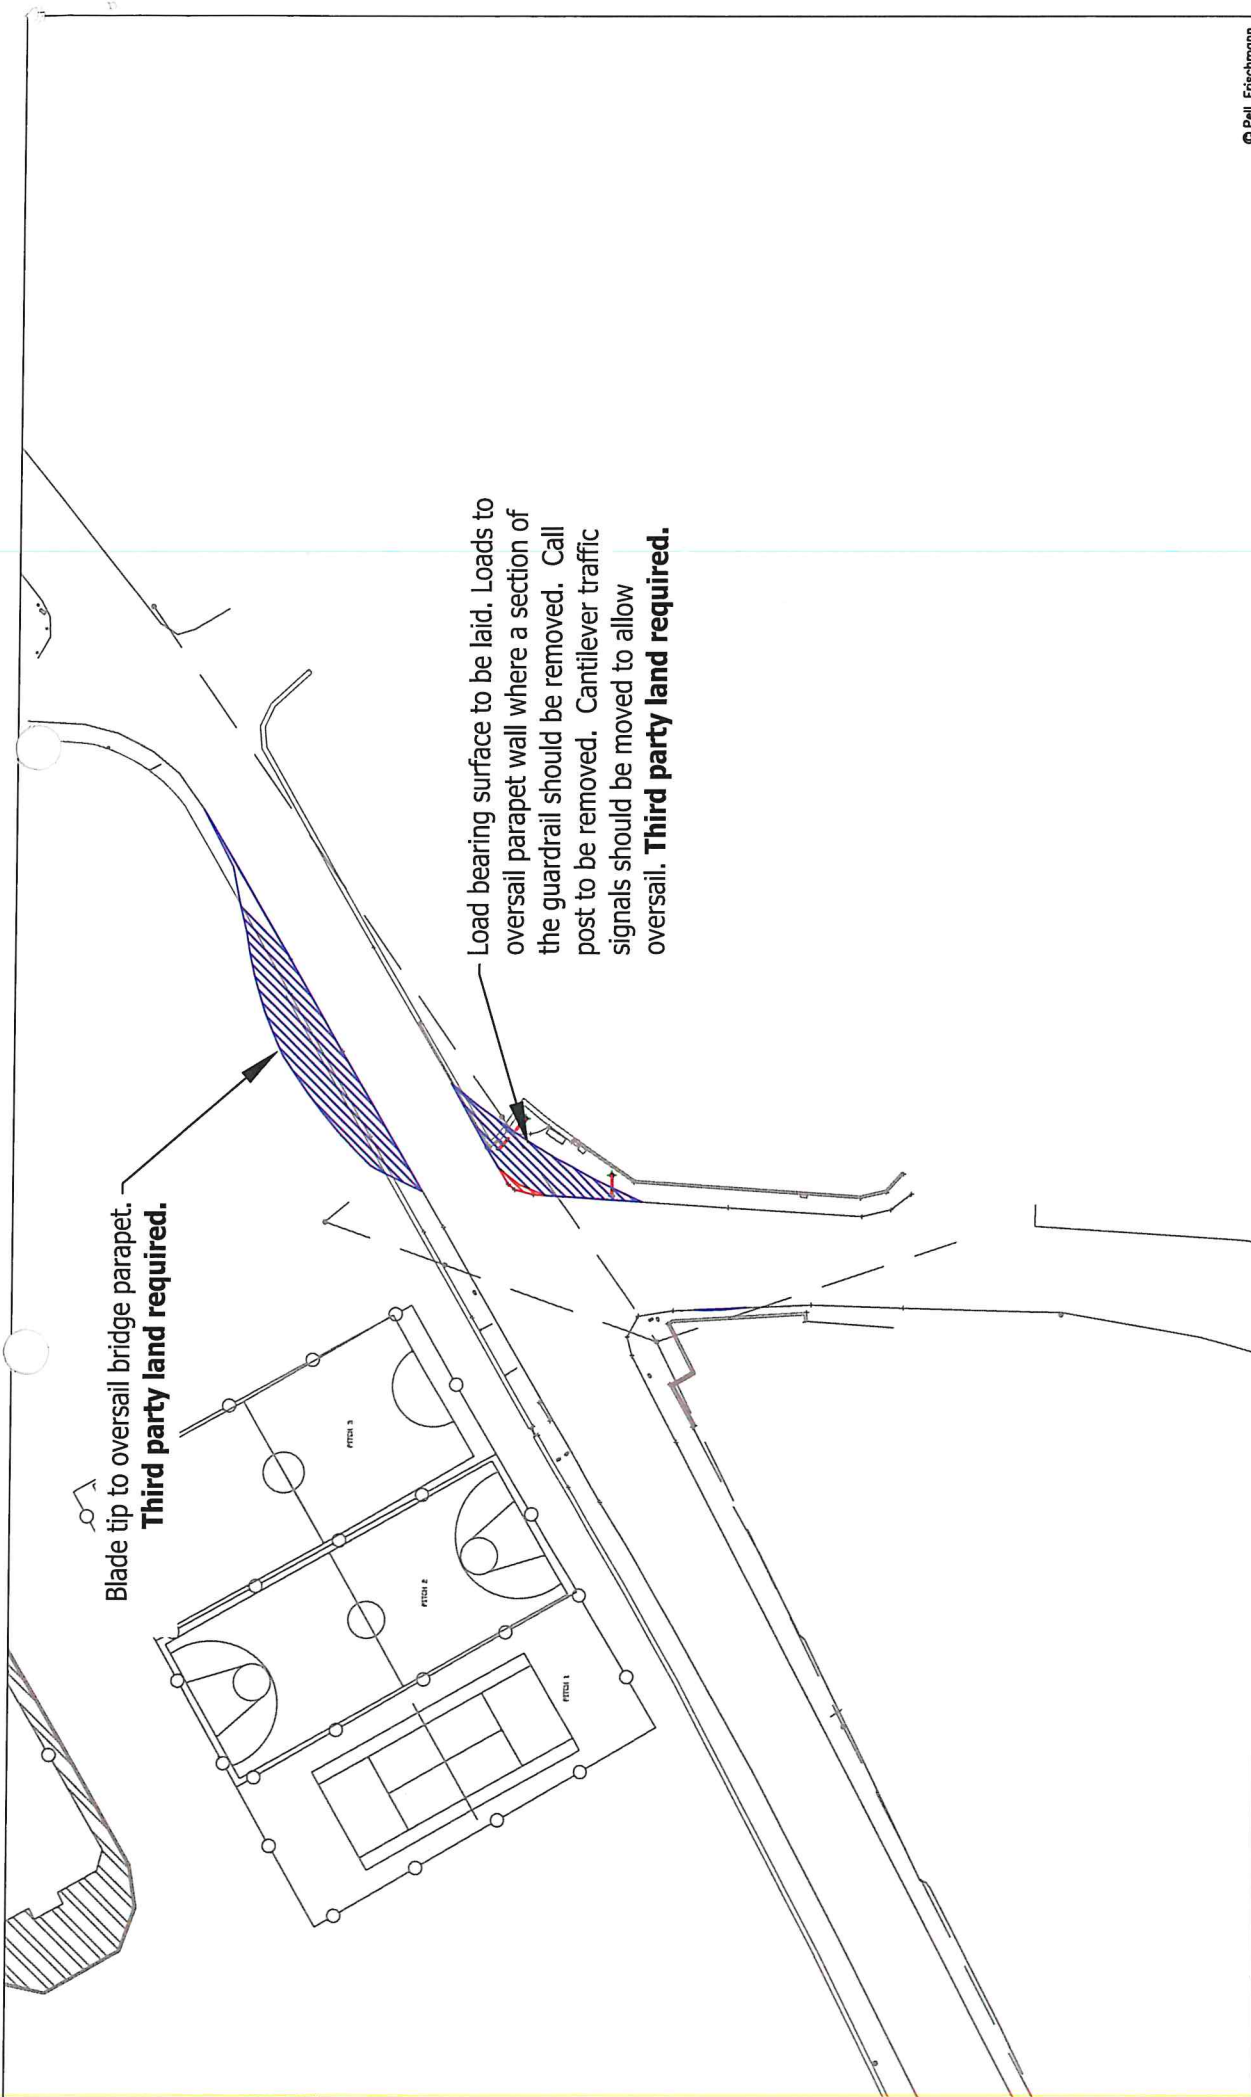 Blade tip to oversail bridge parapet.
Third party land required.
PITCH 3
PITCH 2
PITCH 1
Load bearing surface to be laid. Loads to
oversail parapet wall where a section of
the guardrail should be removed. Call
post to be removed. Cantilever traffic
signals should be moved to allow
oversail. Third party land required.
© Pell Frischmann